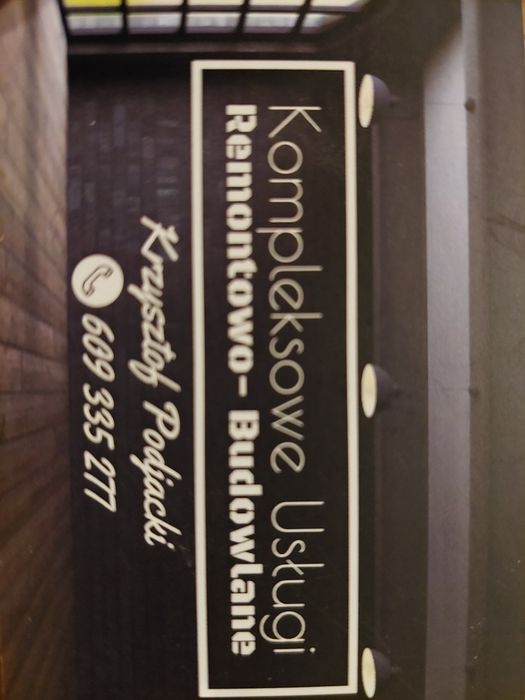 Kompleksowe Usługi
Remontowo- Budowlane
Krzysztof Podjacki
609 335 277